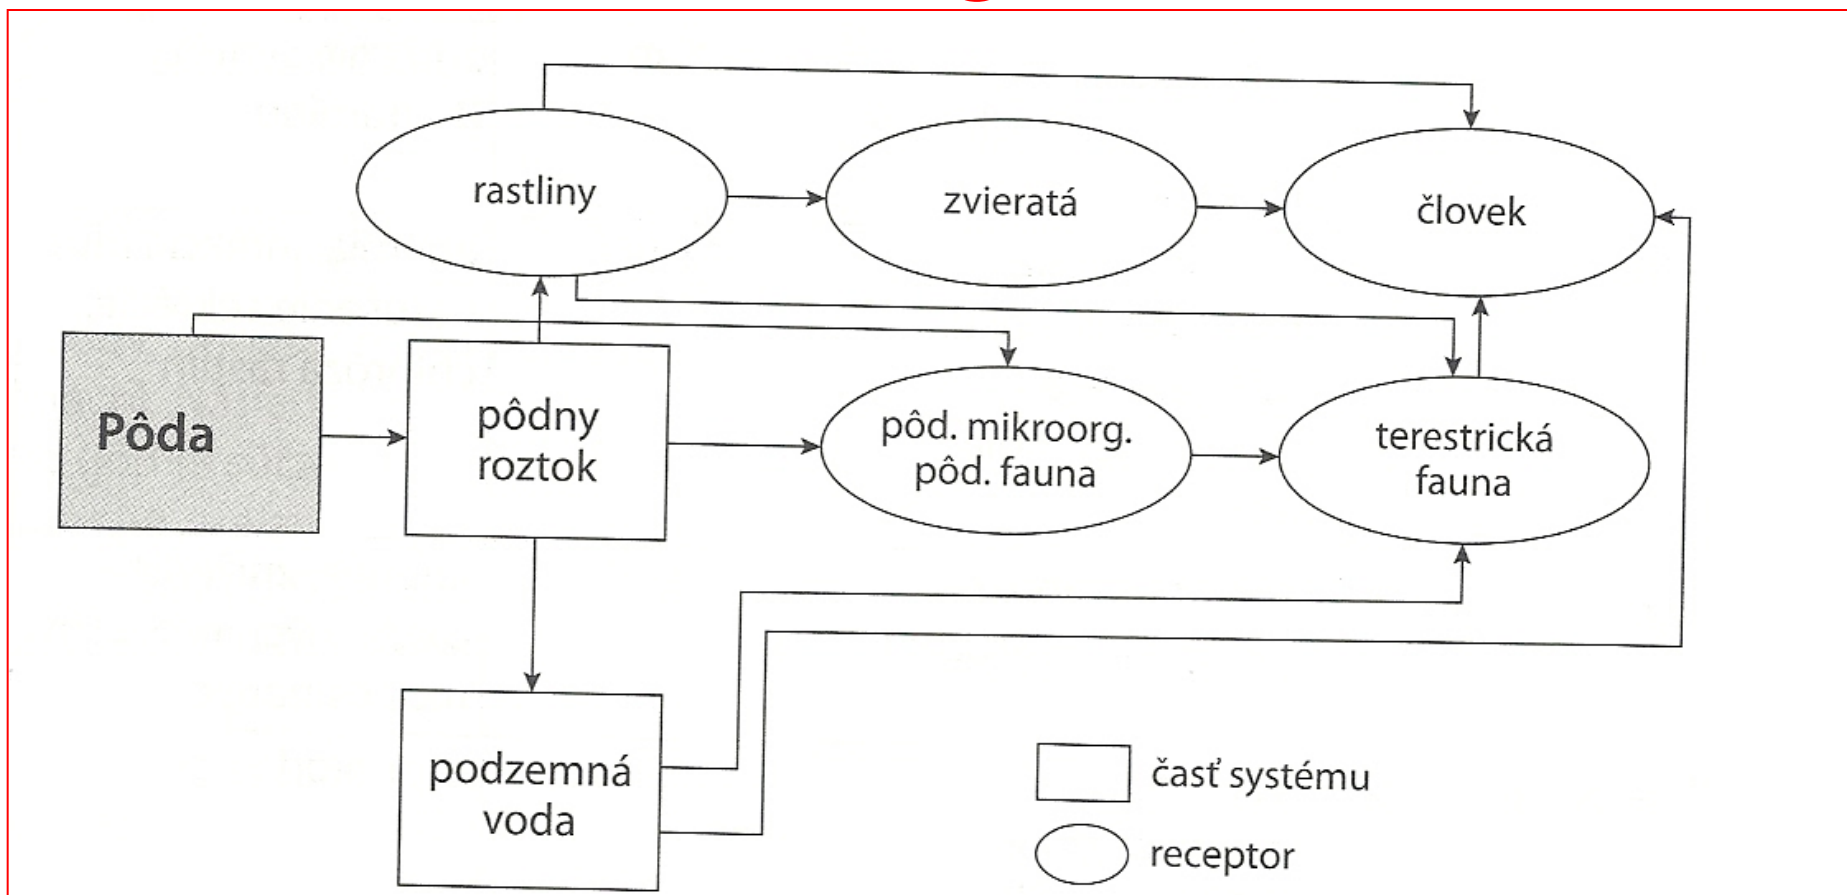 rastliny
zvieratá
človek
Pôda
pôdny
roztok
pôd. mikroorg.
pôd. fauna
terestrická
fauna
podzemná
voda
časť systému
receptor